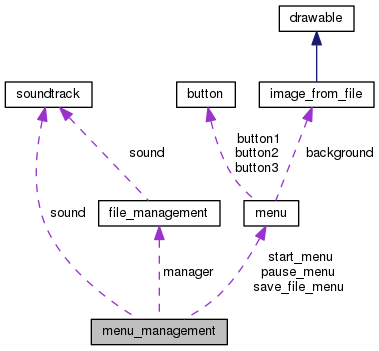 drawable
soundtrack
button
image_from_file
button1
button2
button3
sound
background
file_management
menu
sound
start_menu
pause_menu
save_file_menu
manager
menu_management